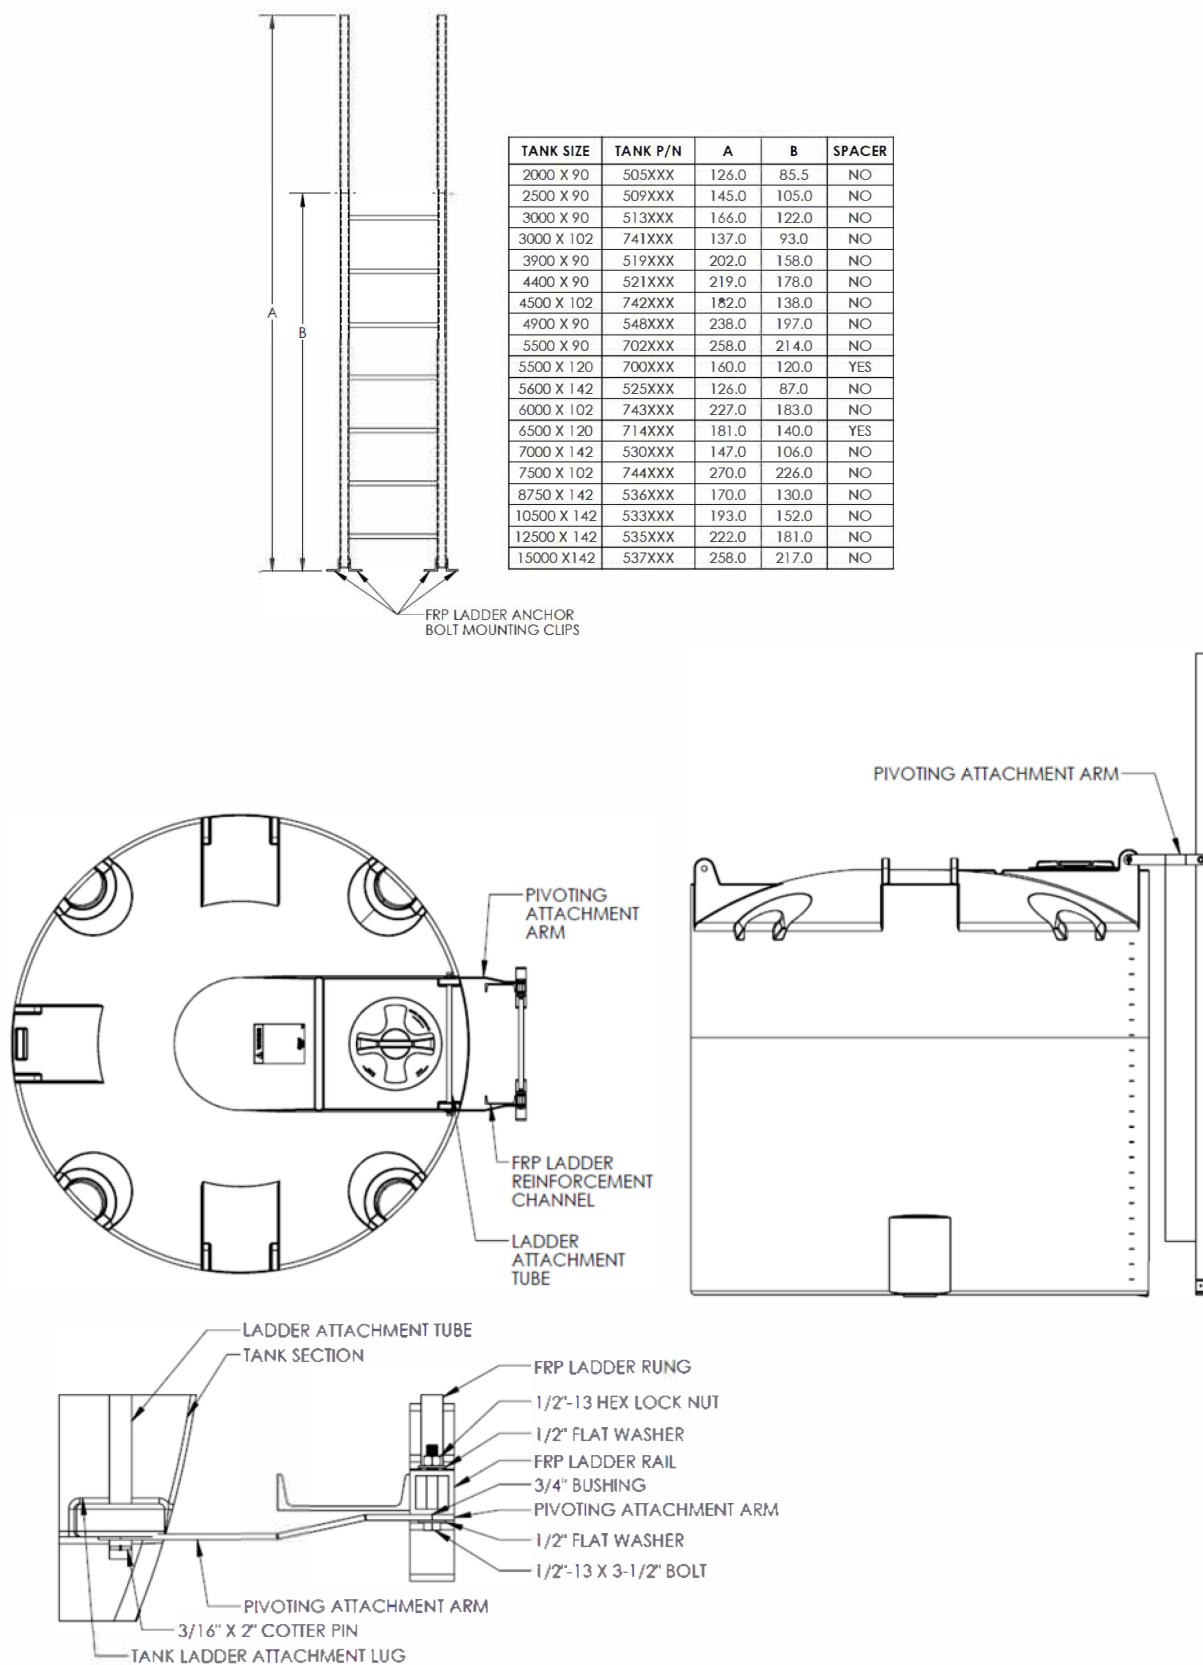 TANK SIZE TANK P/N A B SPACER
2000 X 90 505XXX 126.0 85.5 NO
2500 X 90 509XXX 145.0 105.0 NO
3000 X 90 513XXX 166.0 122.0 NO
3000 X 102 741XXX 137.0 93.0 NO
3900 X 90 519XXX 202.0 158.0 NO
4400 X 90 521XXX 219.0 178.0 NO
4500 X 102 742XXX 182.0 138.0 NO
4900 X 90 548XXX 238.0 197.0 NO
5500 X 90 702XXX 258.0 214.0 NO
5500 X 120 700XXX 160.0 120.0 YES
5600 X 142 525XXX 126.0 87.0 NO
6000 X 102 743XXX 227.0 183.0 NO
6500 X 120 714XXX 181.0 140.0 YES
7000 X 142 530XXX 147.0 106.0 NO
7500 X 102 744XXX 270.0 226.0 NO
8750 X 142 536XXX 170.0 130.0 NO
10500 X 142 533XXX 193.0 152.0 NO
12500 X 142 535XXX 222.0 181.0 NO
15000 X142 537XXX 258.0 217.0 NO
A
B
FRP LADDER ANCHOR
BOLT MOUNTING CLIPS
PIVOTING ATTACHMENT ARM
PIVOTING
ATTACHMENT
ARM
FRP LADDER
REINFORCEMENT
CHANNEL
LADDER
ATTACHMENT
TUBE
LADDER ATTACHMENT TUBE
TANK SECTION
FRP LADDER RUNG
1/2"-13 HEX LOCK NUT
1/2" FLAT WASHER
FRP LADDER RAIL
3/4" BUSHING
PIVOTING ATTACHMENT ARM
1/2" FLAT WASHER
1/2"-13 X 3-1/2" BOLT
PIVOTING ATTACHMENT ARM
3/16" X 2" COTTER PIN
TANK LADDER ATTACHMENT LUG